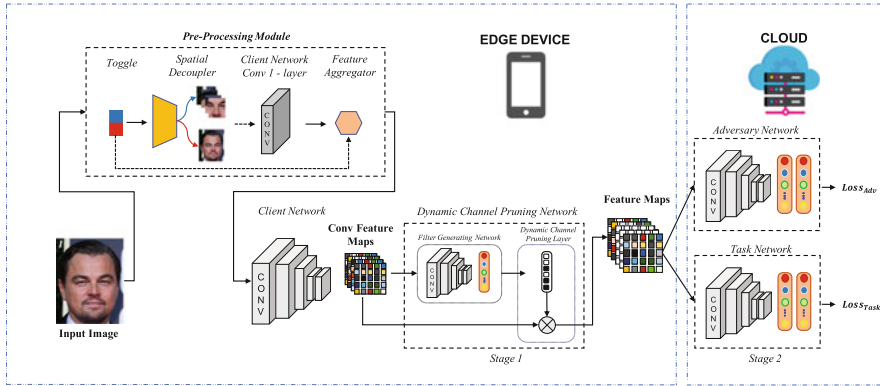 Pre-Processing Module
EDGE DEVICE
CLOUD
Toggle
Spatial
Decoupler
Client Network
Conv 1 - layer
Feature
Aggregator
CONV
Adversary Network
CONV
Loss_Adv
Client Network
CONV
Conv Feature
Maps
Dynamic Channel Pruning Network
Filter Generating Network
CONV
Dynamic Channel
Pruning Layer
Feature Maps
Task Network
CONV
Loss_Task
Input Image
Stage 1
Stage 2